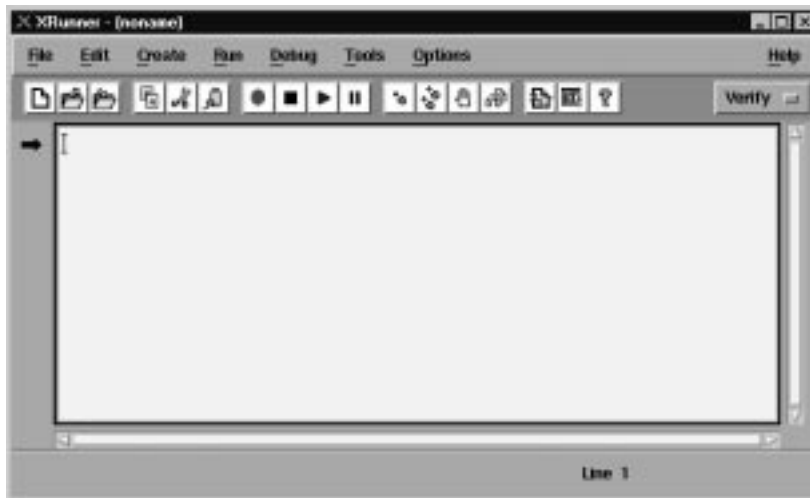 XRunner - [noname]
File Edit Create Run Debug Tools Options Help
Verify
Line 1